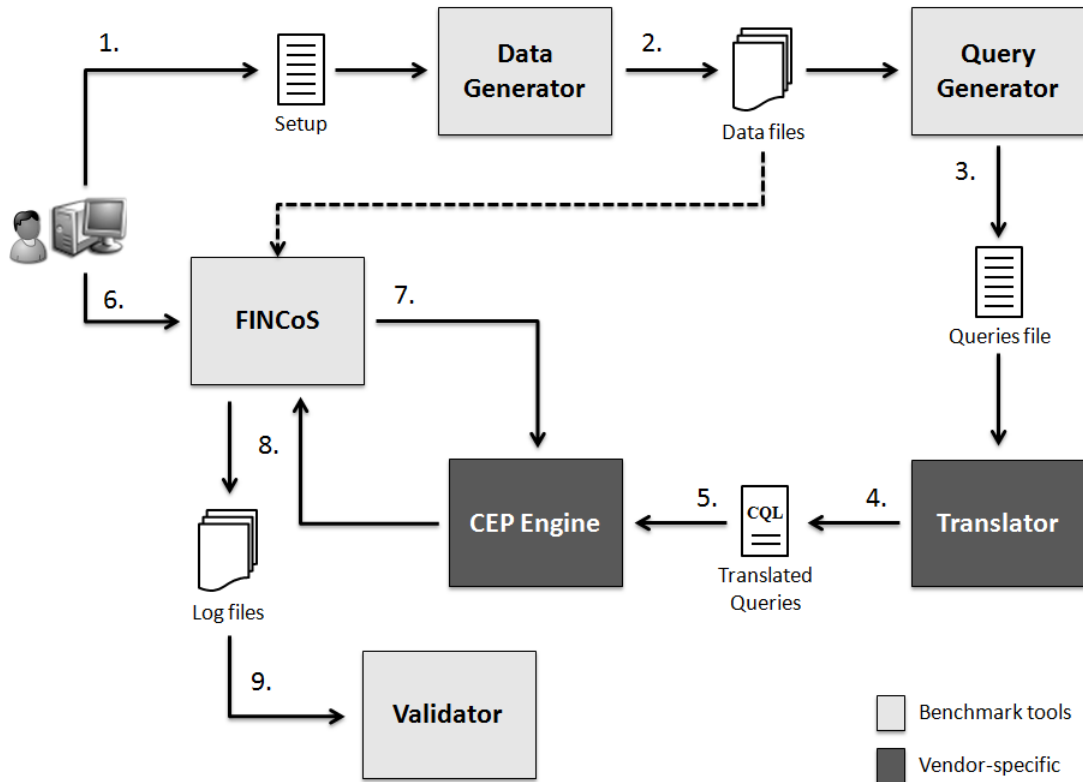 1.
Setup
Data
Generator
2.
Data files
Query
Generator
3.
Queries file
6.
FINCoS
7.
8.
Log files
CEP Engine
5.
CQL
Translated
Queries
4.
Translator
9.
Validator
Benchmark tools
Vendor-specific